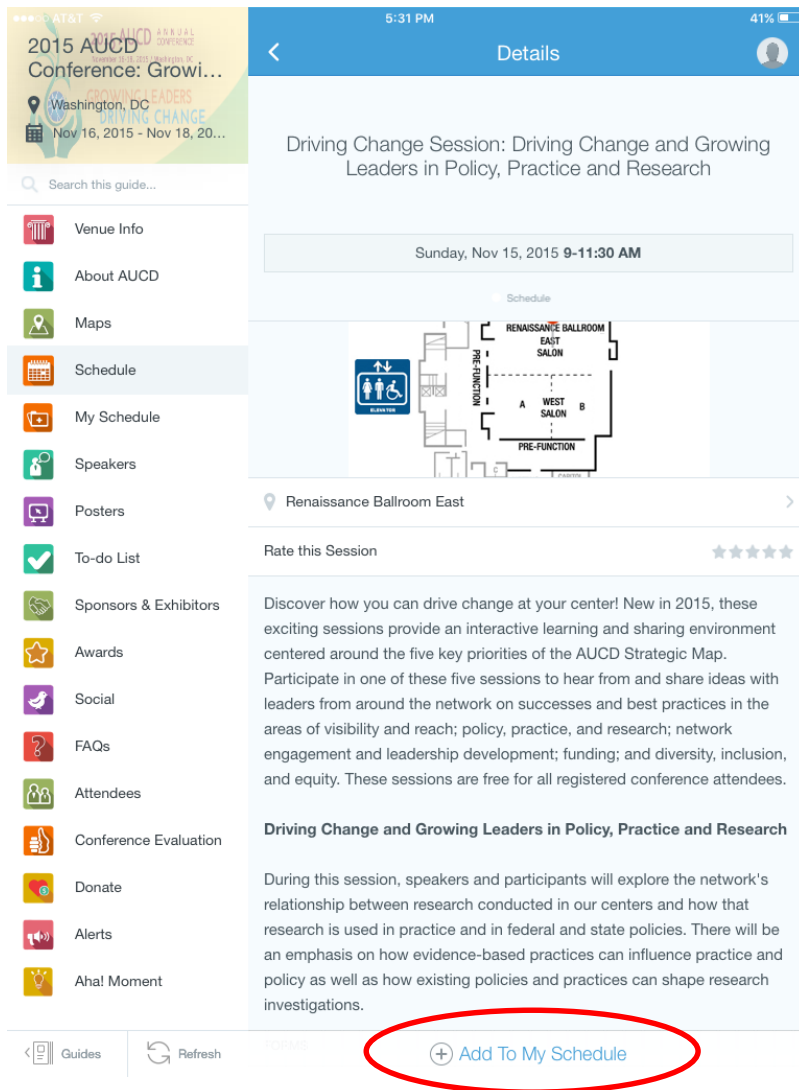 AT&T
5:31 PM
41%
2015 AUCD
Conference: Growi...
Washington, DC
Nov 16, 2015 - Nov 18, 20...
AUCD ANNUAL CONFERENCE
GROWING LEADERS
DRIVING CHANGE
Search this guide...
Venue Info
About AUCD
Maps
Schedule
My Schedule
Speakers
Posters
To-do List
Sponsors & Exhibitors
Awards
Social
FAQs
Attendees
Conference Evaluation
Donate
Alerts
Aha! Moment
Guides
Refresh
Details
Driving Change Session: Driving Change and Growing
Leaders in Policy, Practice and Research
Sunday, Nov 15, 2015 9-11:30 AM
Schedule
RENAISSANCE BALLROOM
EAST
SALON
PRE-FUNCTION
A WEST B
SALON
PRE-FUNCTION
ELEVATOR
C
Renaissance Ballroom East
Rate this Session
Discover how you can drive change at your center! New in 2015, these
exciting sessions provide an interactive learning and sharing environment
centered around the five key priorities of the AUCD Strategic Map.
Participate in one of these five sessions to hear from and share ideas with
leaders from around the network on successes and best practices in the
areas of visibility and reach; policy, practice, and research; network
engagement and leadership development; funding; and diversity, inclusion,
and equity. These sessions are free for all registered conference attendees.
Driving Change and Growing Leaders in Policy, Practice and Research
During this session, speakers and participants will explore the network's
relationship between research conducted in our centers and how that
research is used in practice and in federal and state policies. There will be
an emphasis on how evidence-based practices can influence practice and
policy as well as how existing policies and practices can shape research
investigations.
FORMS
Add To My Schedule